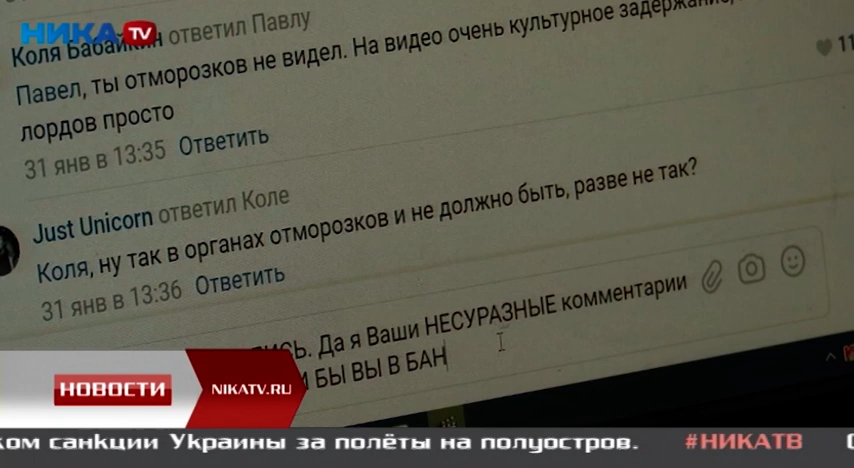 НИКА TV
Коля Бабайкин ответил Павлу
Павел, ты отморозков не видел. На видео очень культурное задержание,
лордов просто
11
31 янв в 13:35 Ответить
Just Unicorn ответил Коле
Коля, ну так в органах отморозков и не должно быть, разве не так?
31 янв в 13:36 Ответить
Да я Ваши НЕСУРАЗНЫЕ комментарии
БЫ ВЫ В БАН
НОВОСТИ
NIKATV.RU
санкции Украины за полёты на полуостров. #НИКАТВ